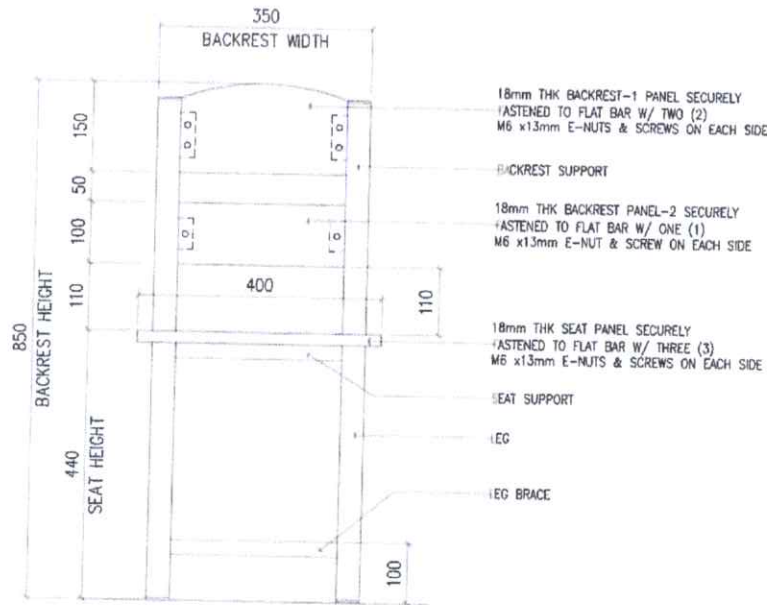 350
BACKREST WIDTH
18mm THK BACKREST-1 PANEL SECURELY
FASTENED TO FLAT BAR W/ TWO (2)
M6 x13mm E-NUTS & SCREWS ON EACH SIDE
150
BACKREST SUPPORT
50
18mm THK BACKREST PANEL-2 SECURELY
FASTENED TO FLAT BAR W/ ONE (1)
M6 x13mm E-NUT & SCREW ON EACH SIDE
100
400
110
110
850
BACKREST HEIGHT
18mm THK SEAT PANEL SECURELY
FASTENED TO FLAT BAR W/ THREE (3)
M6 x13mm E-NUTS & SCREWS ON EACH SIDE
SEAT SUPPORT
440
SEAT HEIGHT
LEG
LEG BRACE
100